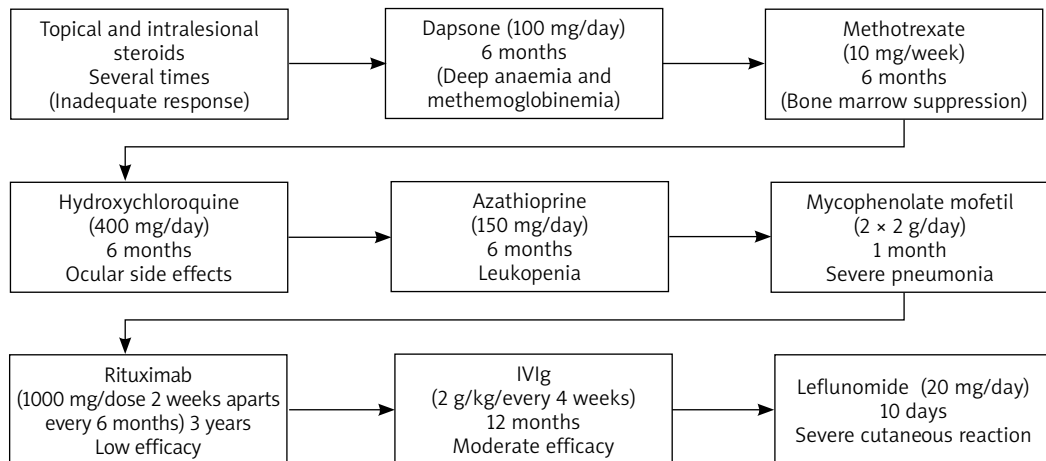 Topical and intralesional
steroids
Several times
(Inadequate response)
Dapsone (100 mg/day)
6 months
(Deep anaemia and
methemoglobinemia)
Methotrexate
(10 mg/week)
6 months
(Bone marrow suppression)
Hydroxychloroquine
(400 mg/day)
6 months
Ocular side effects
Azathioprine
(150 mg/day)
6 months
Leukopenia
Mycophenolate mofetil
(2 × 2 g/day)
1 month
Severe pneumonia
Rituximab
(1000 mg/dose 2 weeks aparts
every 6 months) 3 years
Low efficacy
IVIg
(2 g/kg/every 4 weeks)
12 months
Moderate efficacy
Leflunomide (20 mg/day)
10 days
Severe cutaneous reaction